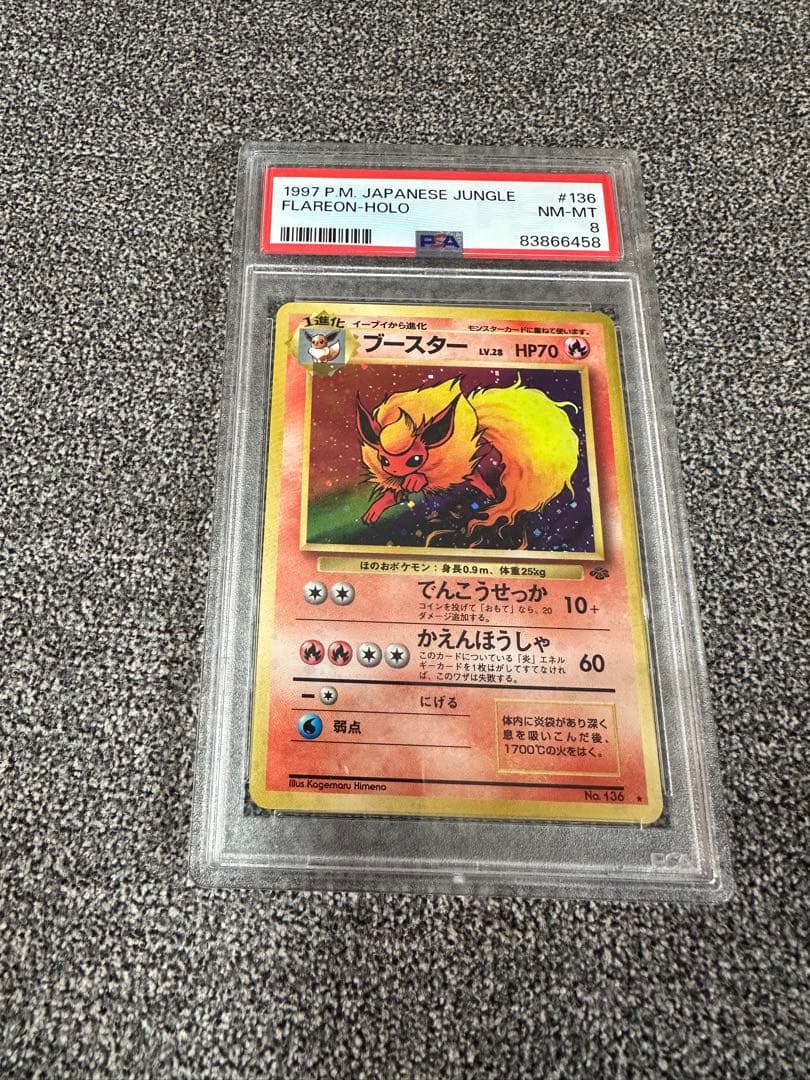 1997 P.M. JAPANESE JUNGLE #136
FLAREON-HOLO NM-MT
8
PSA 83866458
1進化 イーブイから進化 モンスターカードに重ねて使います。
ブースター LV.28 HP70
ほのおポケモン：身長0.9m、体重25kg
でんこうせっか 10+
コインを投げて「おもて」なら、20
ダメージ追加する。
かえんほうしゃ 60
このカードについている「炎」エネル
ギーカードを1枚はがしてすてなけれ
ば、このワザは失敗する。
にげる
弱点
体内に炎袋があり深く
息を吸いこんだ後、
1700℃の火をはく。
Illus. Kagemaru Himeno
No. 136 ★
PSA